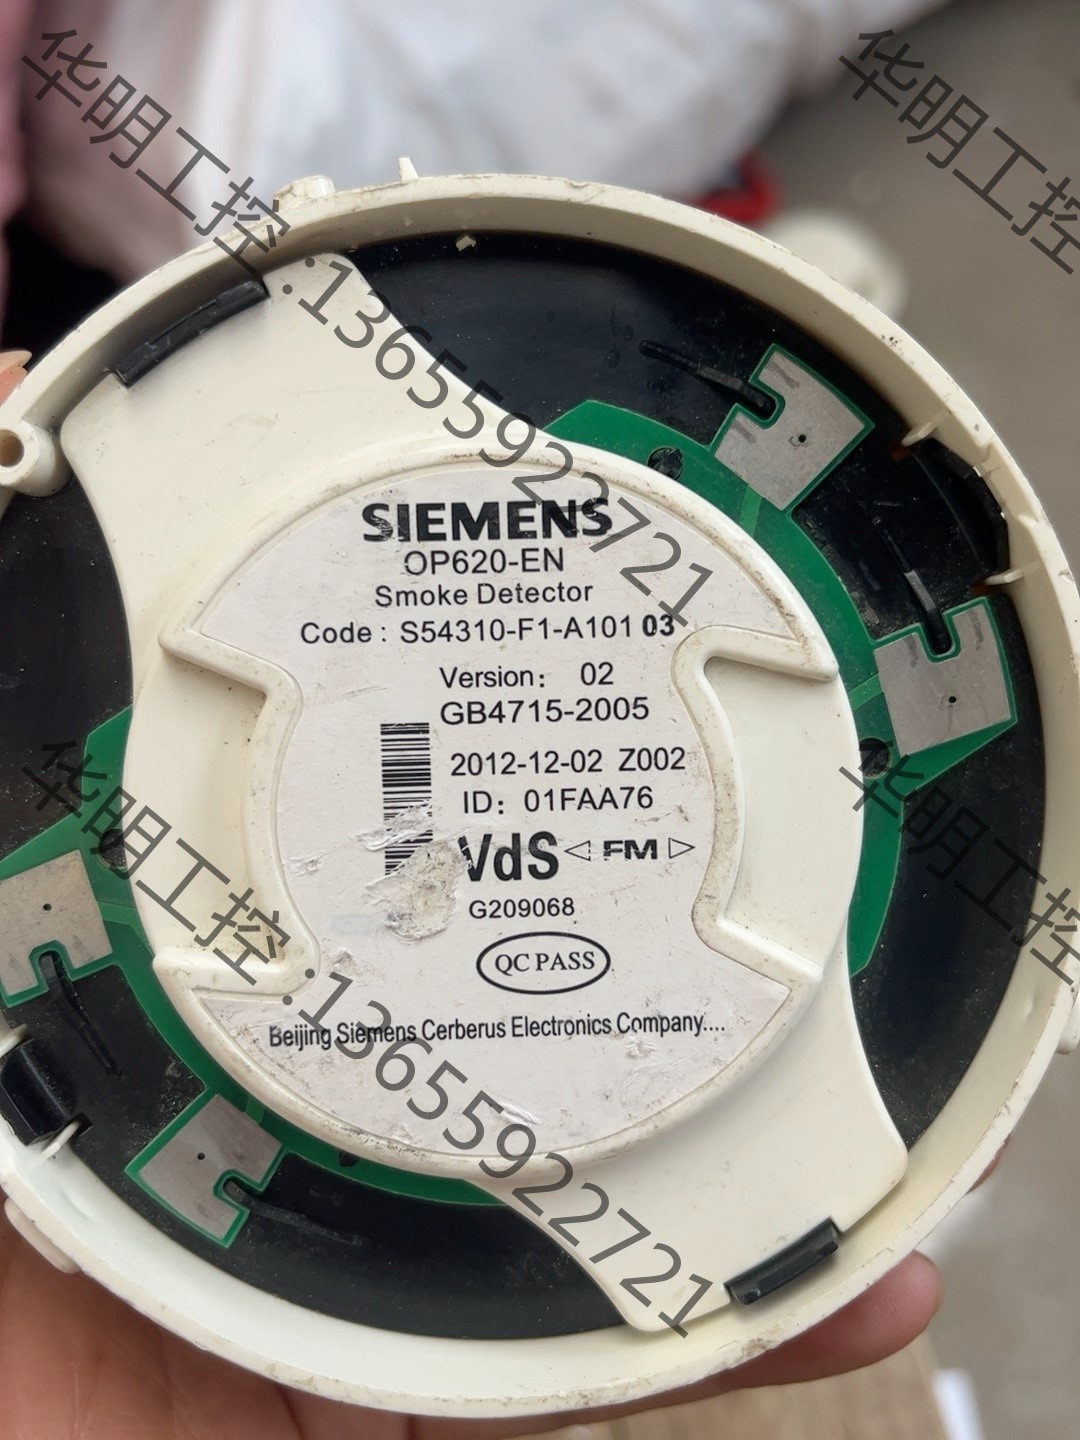 华明工控:13655922721
华明工控
SIEMENS
OP620-EN
Smoke Detector
Code: S54310-F1-A101 03
Version: 02
GB4715-2005
2012-12-02 Z002
ID: 01FAA76
VdS <FM>
G209068
QC PASS
Beijing Siemens Cerberus Electronics Company....
华明工控:13655922721
华明工控